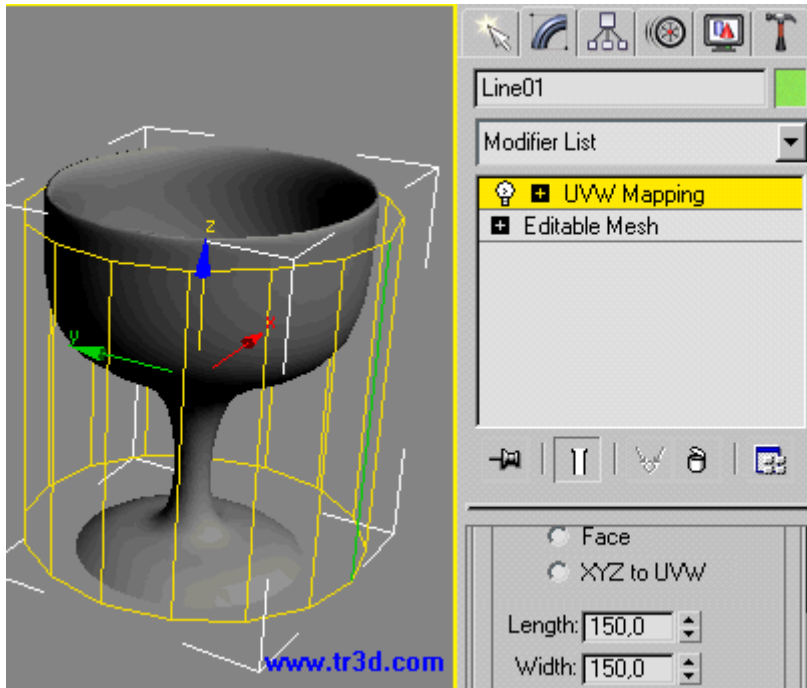 Line01
Modifier List
UVW Mapping
Editable Mesh
Face
XYZ to UVW
Length: 150,0
Width: 150,0
z
x
y
www.tr3d.com